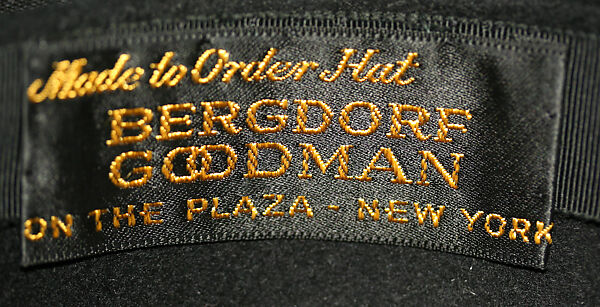 Made to Order Hat
BERGDORF
GOODMAN
ON THE PLAZA - NEW YORK